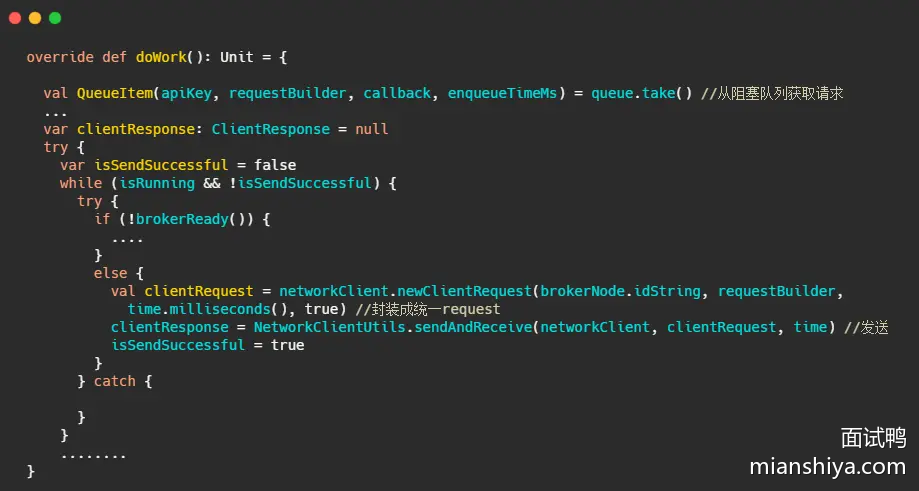 override def doWork(): Unit = {
val QueueItem(apiKey, requestBuilder, callback, enqueueTimeMs) = queue.take() //从阻塞队列获取请求
...
var clientResponse: ClientResponse = null
try {
var isSendSuccessful = false
while (isRunning && !isSendSuccessful) {
try {
if (!brokerReady()) {
....
}
else {
val clientRequest = networkClient.newClientRequest(brokerNode.idString, requestBuilder,
time.milliseconds(), true) //封装成统一request
clientResponse = NetworkClientUtils.sendAndReceive(networkClient, clientRequest, time) //发送
isSendSuccessful = true
}
} catch {
}
}
........
}
面试鸭
mianshiya.com